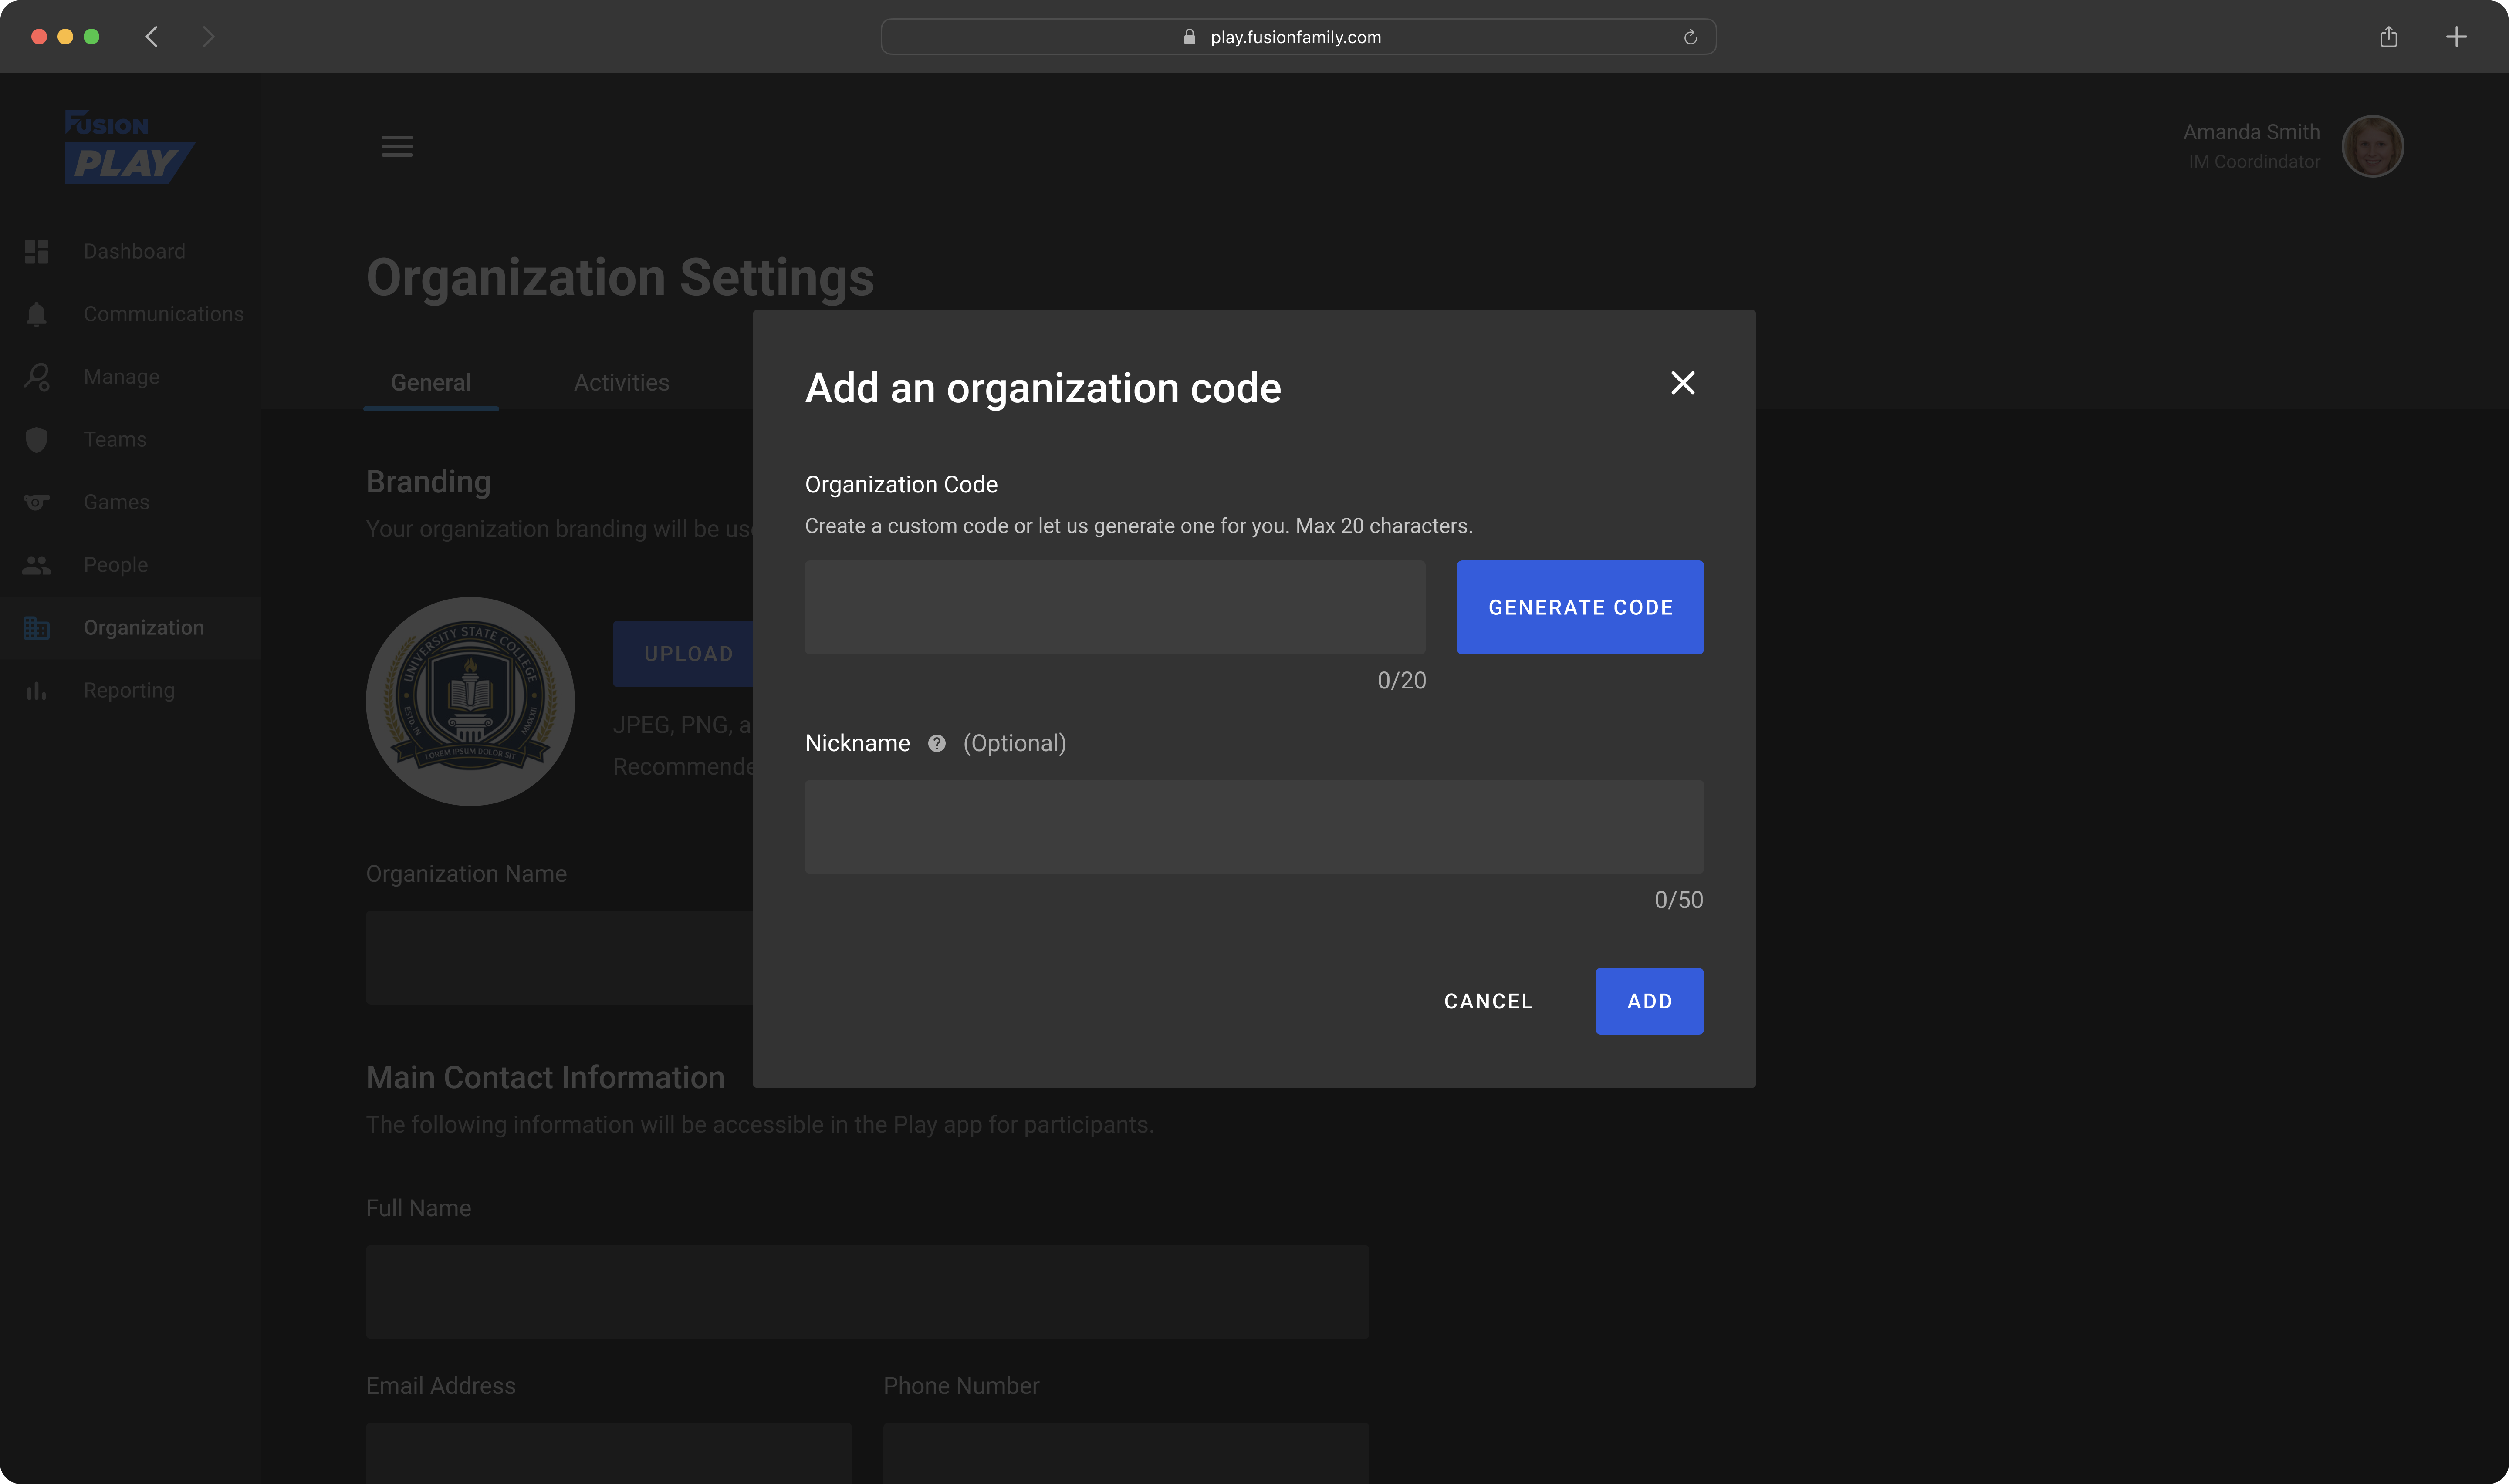 play.fusionfamily.com
FUSION
PLAY
Amanda Smith
IM Coordindator
Dashboard
Communications
Manage
Teams
Games
People
Organization
Reporting
Organization Settings
General
Activities
Branding
Your organization branding will be us
UNIVERSITY STATE COLLEGE
ESTD. IN
MMXXII
LOREM IPSUM DOLOR SIT
UPLOAD
JPEG, PNG, a
Recommende
Organization Name
Main Contact Information
The following information will be accessible in the Play app for participants.
Full Name
Email Address
Phone Number
Add an organization code
Organization Code
Create a custom code or let us generate one for you. Max 20 characters.
GENERATE CODE
0/20
Nickname ? (Optional)
0/50
CANCEL
ADD